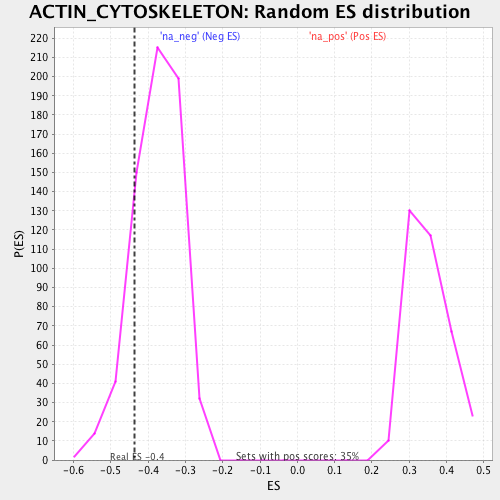 ACTIN_CYTOSKELETON: Random ES distribution
'na_neg' (Neg ES)
'na_pos' (Pos ES)
220
210
200
190
180
170
160
150
140
130
120
110
100
90
80
70
60
50
40
30
20
10
0
P(ES)
Real ES -0.4
Sets with pos scores: 35%
-0.6 -0.5 -0.4 -0.3 -0.2 -0.1 0.0 0.1 0.2 0.3 0.4 0.5
ES